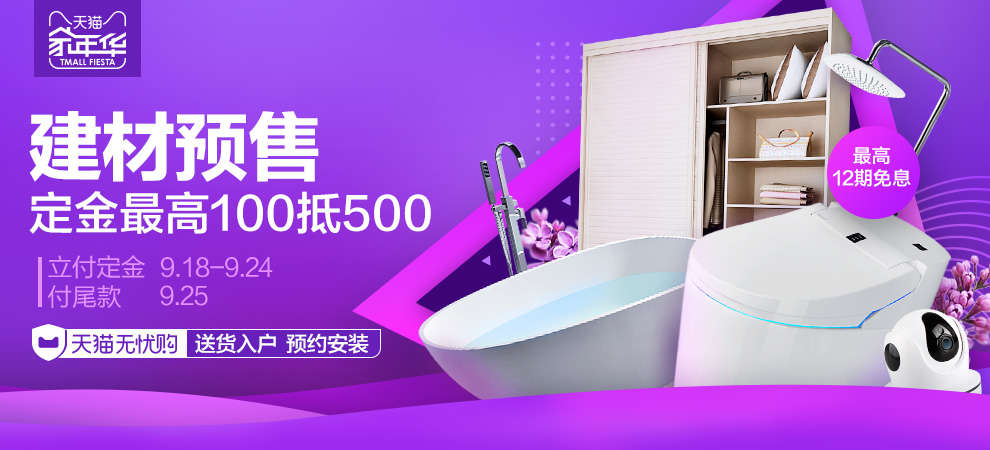 天猫
家年华
TMALL FIESTA
建材预售
定金最高100抵500
立付定金 9.18-9.24
付尾款 9.25
天猫无忧购 送货入户 预约安装
最高
12期免息